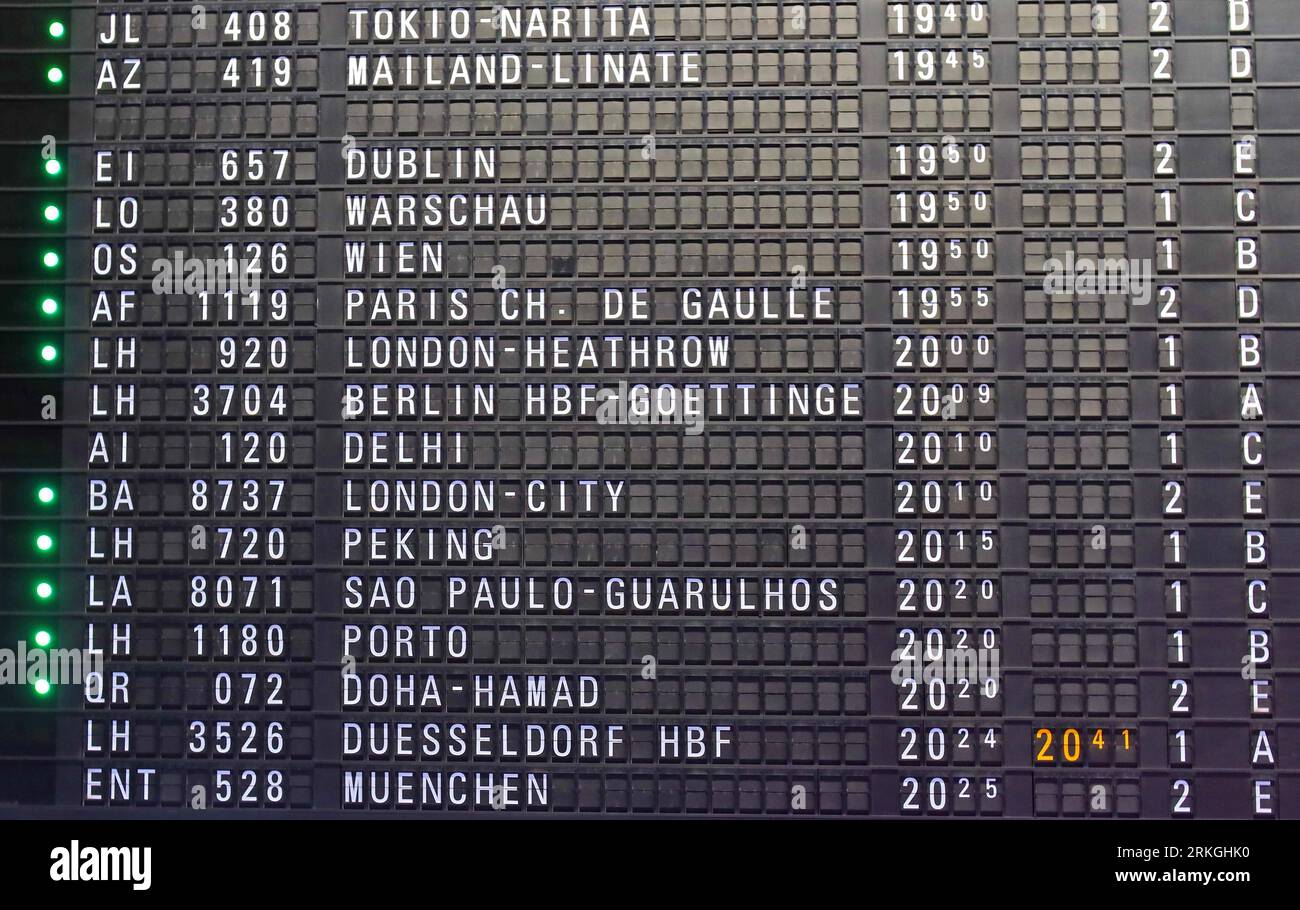 JL 408 TOKIO-NARITA 1940 2 D
AZ 419 MAILAND-LINATE 1945 2 D
EI 657 DUBLIN 1950 2 E
LO 380 WARSCHAU 1950 1 C
OS 126 WIEN 1950 1 B
AF 1119 PARIS CH. DE GAULLE 1955 2 D
LH 920 LONDON-HEATHROW 2000 1 B
LH 3704 BERLIN HBF-GOETTINGE 2009 1 A
AI 120 DELHI 2010 1 C
BA 8737 LONDON-CITY 2010 2 E
LH 720 PEKING 2015 1 B
LA 8071 SAO PAULO-GUARULHOS 2020 1 C
LH 1180 PORTO 2020 1 B
QR 072 DOHA-HAMAD 2020 2 E
LH 3526 DUESSELDORF HBF 2024 2041 1 A
ENT 528 MUENCHEN 2025 2 E
alamy
Image ID: 2RKGHK0
www.alamy.com